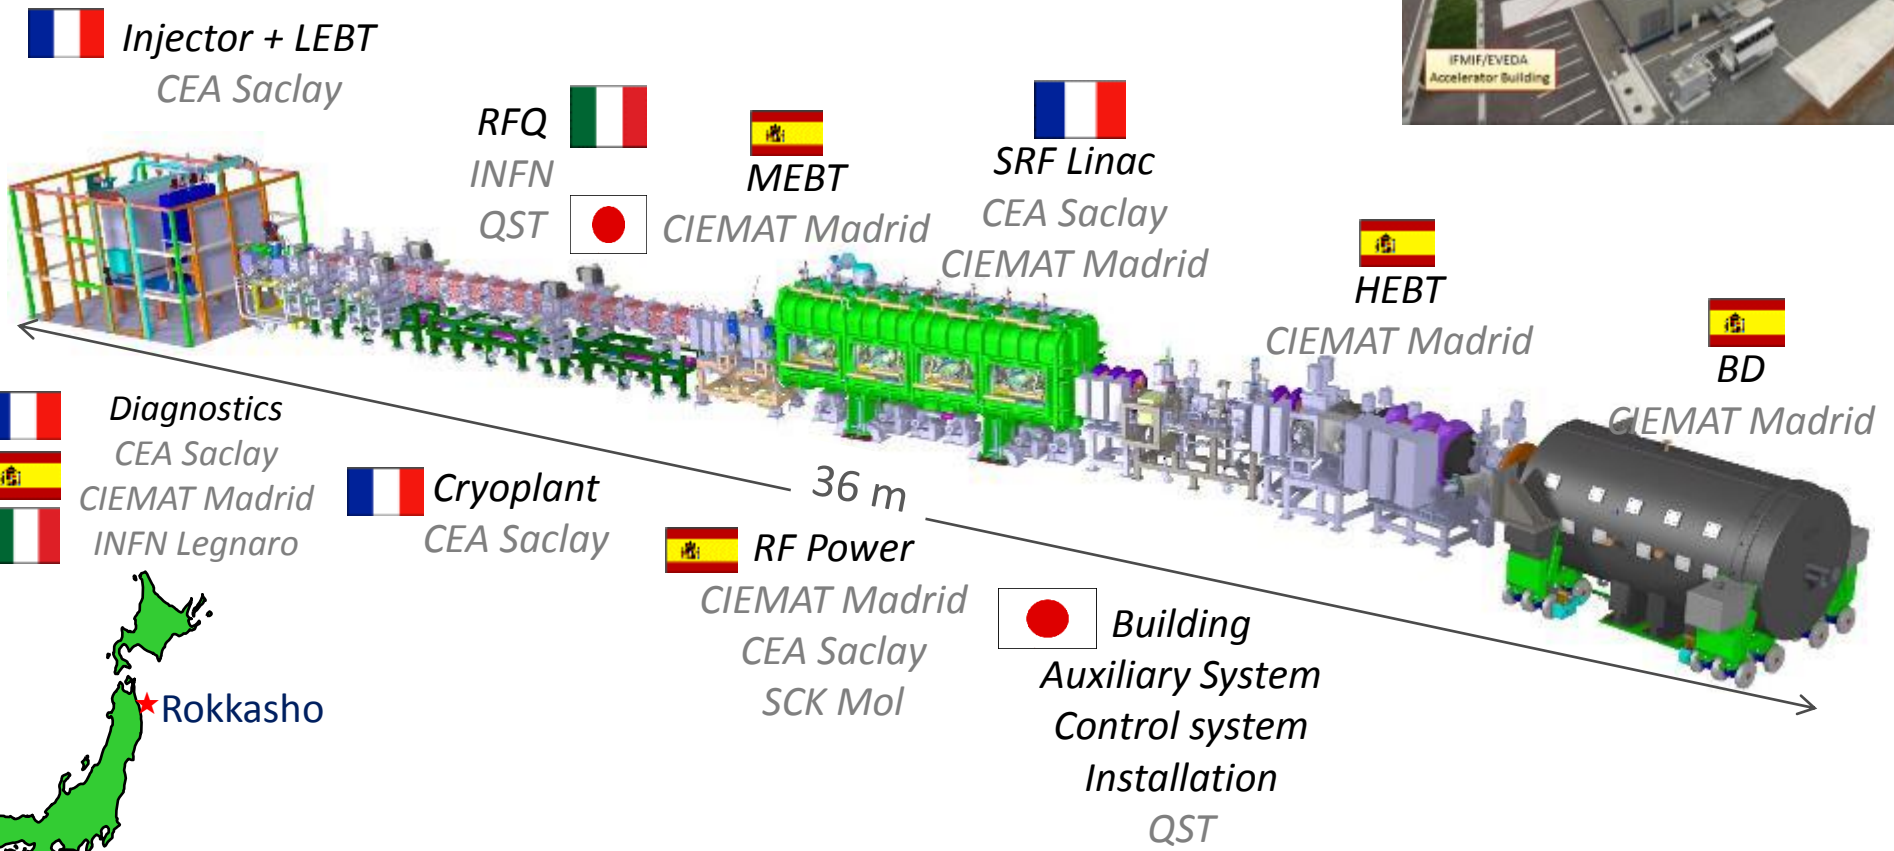 Injector + LEBT
CEA Saclay
IFMIF/EVEDA
Accelerator Building
RFQ
INFN
QST
MEBT
CIEMAT Madrid
SRF Linac
CEA Saclay
CIEMAT Madrid
HEBT
CIEMAT Madrid
BD
CIEMAT Madrid
Diagnostics
CEA Saclay
CIEMAT Madrid
INFN Legnaro
Cryoplant
CEA Saclay
36 m
RF Power
CIEMAT Madrid
CEA Saclay
SCK Mol
Building
Auxiliary System
Control system
Installation
QST
Rokkasho